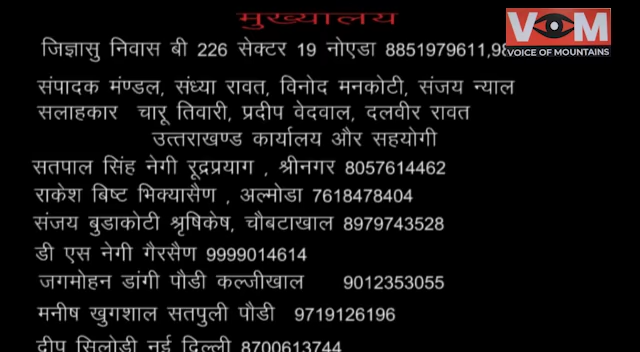 मुख्यालय
VOM
VOICE OF MOUNTAINS
जिज्ञासु निवास बी 226 सेक्टर 19 नोएडा 8851979611,98
संपादक मंण्डल, संध्या रावत, विनोद मनकोटी, संजय न्याल
सलाहकार चारू तिवारी, प्रदीप वेदवाल, दलवीर रावत
उत्तराखण्ड कार्यालय और सहयोगी
सतपाल सिंह नेगी रूद्रप्रयाग , श्रीनगर 8057614462
राकेश बिष्ट भिक्यासैण , अल्मोडा 7618478404
संजय बुडाकोटी श्रृषिकेष, चौबटाखाल 8979743528
डी एस नेगी गैरसैण 9999014614
जगमोहन डांगी पौडी कल्जीखाल 9012353055
मनीष खुगशाल सतपुली पौडी 9719126196
दीप सिलोडी नई दिल्ली 8700613744